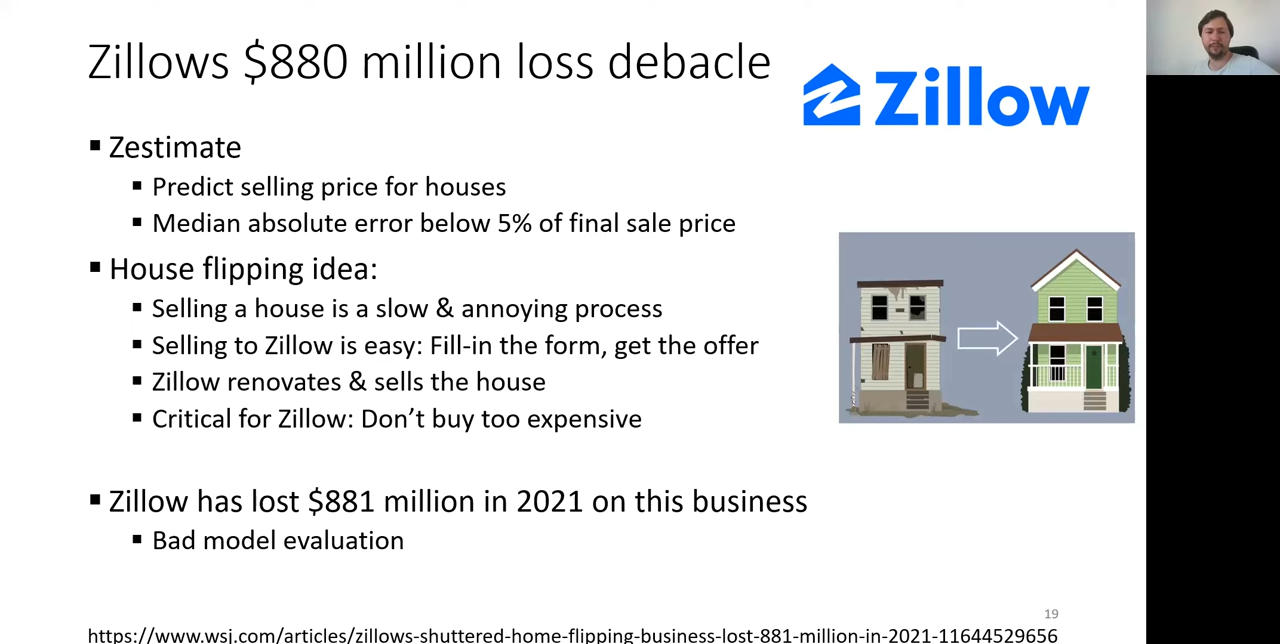 Zillows $880 million loss debacle
Zillow
▪ Zestimate
▪ Predict selling price for houses
▪ Median absolute error below 5% of final sale price
▪ House flipping idea:
▪ Selling a house is a slow & annoying process
▪ Selling to Zillow is easy: Fill-in the form, get the offer
▪ Zillow renovates & sells the house
▪ Critical for Zillow: Don’t buy too expensive
▪ Zillow has lost $881 million in 2021 on this business
▪ Bad model evaluation
19
https://www.wsj.com/articles/zillows-shuttered-home-flipping-business-lost-881-million-in-2021-11644529656